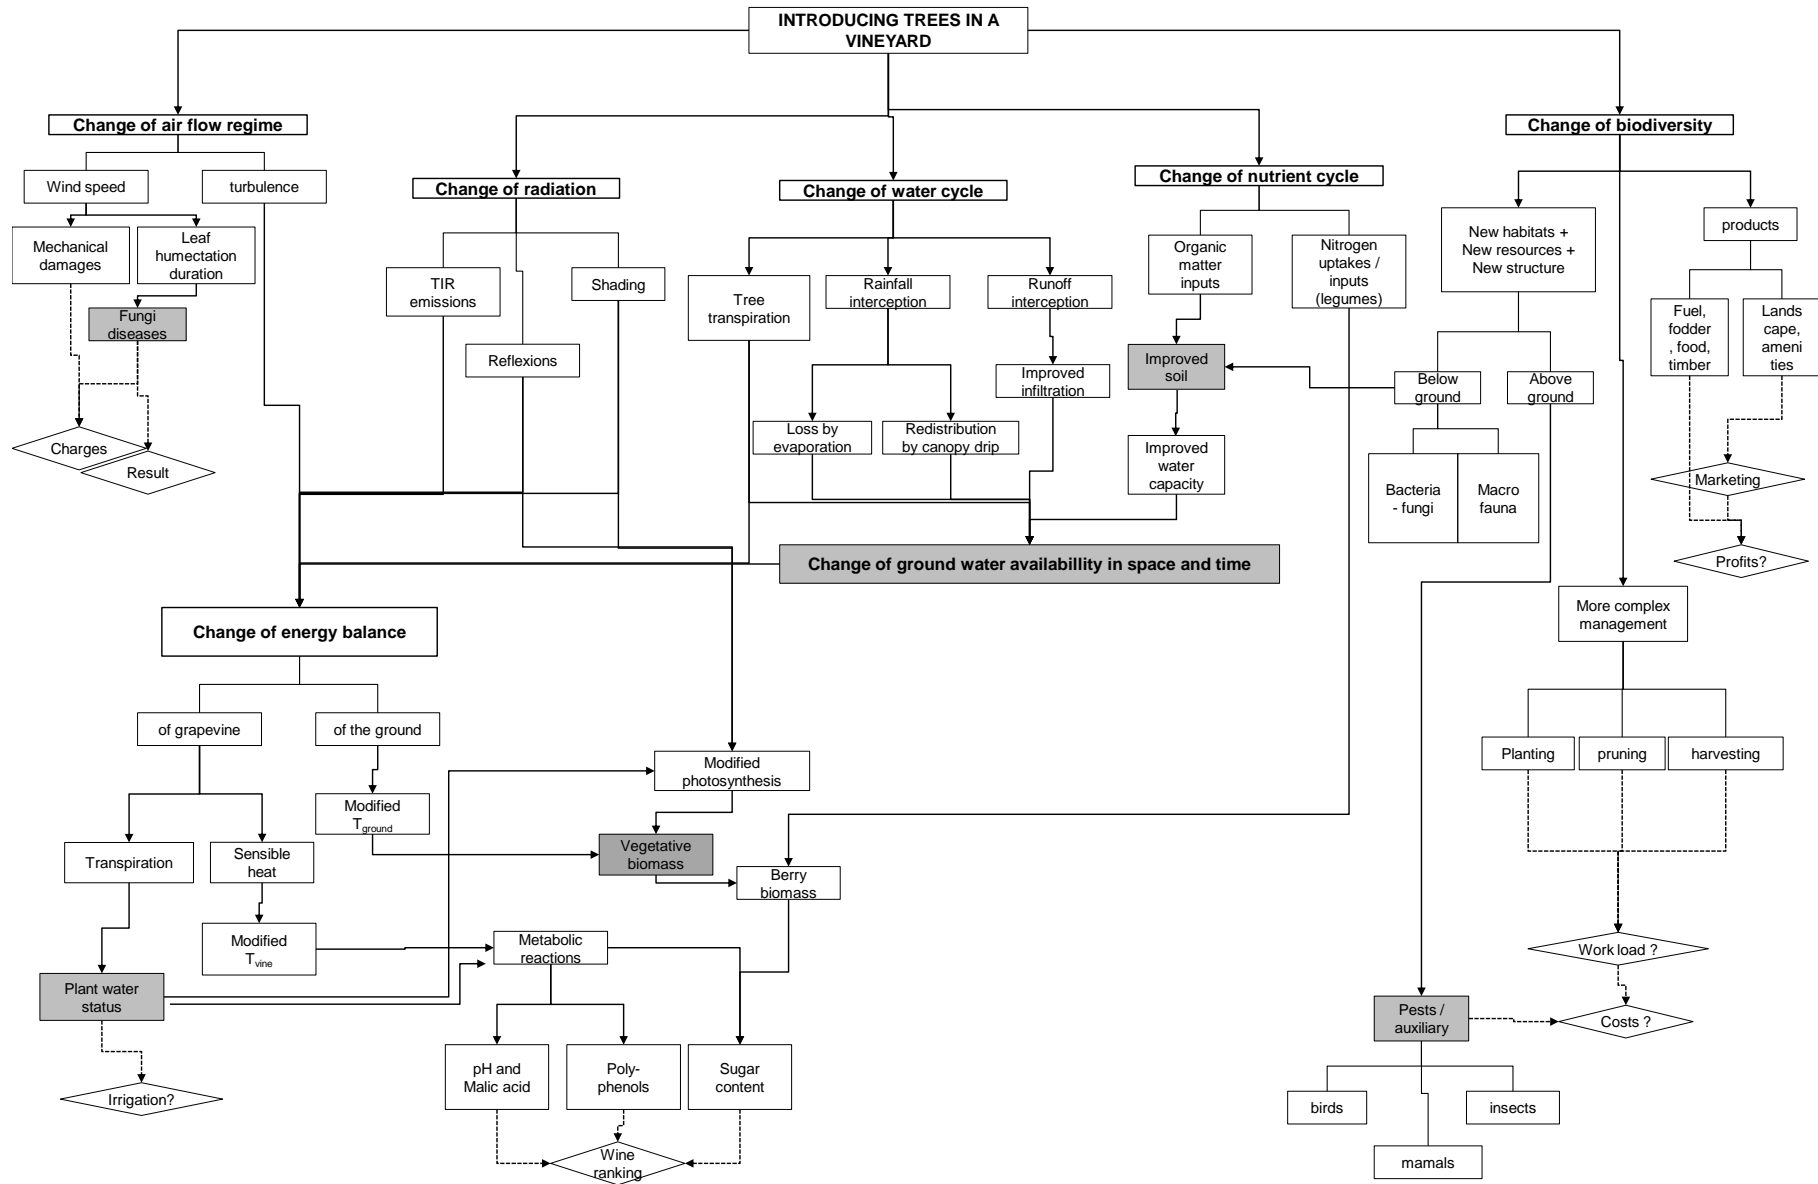 INTRODUCING TREES IN A
VINEYARD
Change of air flow regime
Change of biodiversity
Wind speed
turbulence
Change of radiation
Change of water cycle
Change of nutrient cycle
Mechanical
damages
Leaf
humectation
duration
Fungi
diseases
Charges
Result
TIR
emissions
Reflexions
Shading
Tree
transpiration
Rainfall
interception
Runoff
interception
Loss by
evaporation
Redistribution
by canopy drip
Improved
infiltration
Organic
matter
inputs
Nitrogen
uptakes /
inputs
(legumes)
Improved
soil
Improved
water
capacity
New habitats +
New resources +
New structure
products
Fuel,
fodder
, food,
timber
Lands
cape,
ameni
ties
Below
ground
Above
ground
Bacteria
- fungi
Macro
fauna
Marketing
Profits?
Change of ground water availabillity in space and time
Change of energy balance
More complex
management
of grapevine
of the ground
Planting
pruning
harvesting
Modified
photosynthesis
Modified
Tground
Transpiration
Sensible
heat
Vegetative
biomass
Berry
biomass
Modified
Tvine
Metabolic
reactions
Plant water
status
Work load ?
Pests /
auxiliary
Costs ?
Irrigation?
pH and
Malic acid
Poly-
phenols
Sugar
content
birds
insects
mamals
Wine
ranking